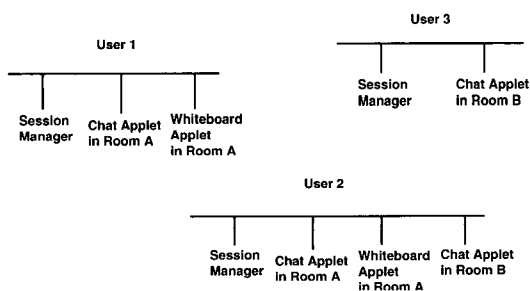 User 1
Session
Manager
Chat Applet
in Room A
Whiteboard
Applet
in Room A
User 3
Session
Manager
Chat Applet
in Room B
User 2
Session
Manager
Chat Applet
in Room A
Whiteboard
Applet
in Room A
Chat Applet
in Room B